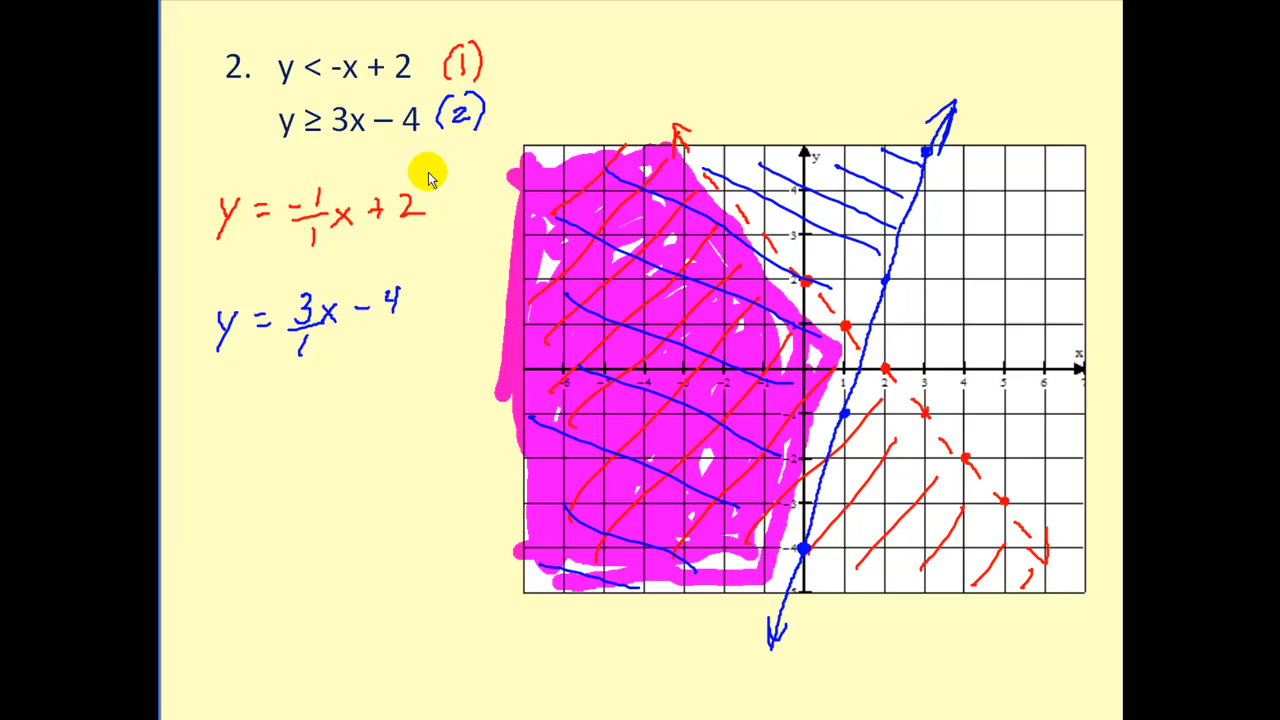 2. y < -x + 2 (1)
y ≥ 3x – 4 (2)
y = -1/1 x + 2
y = 3/1 x - 4
y
4
3
2
x
-6 -5 -4 -3 -2 -1 1 2 3 4 5 6 7
-1
-2
-3
-4
5